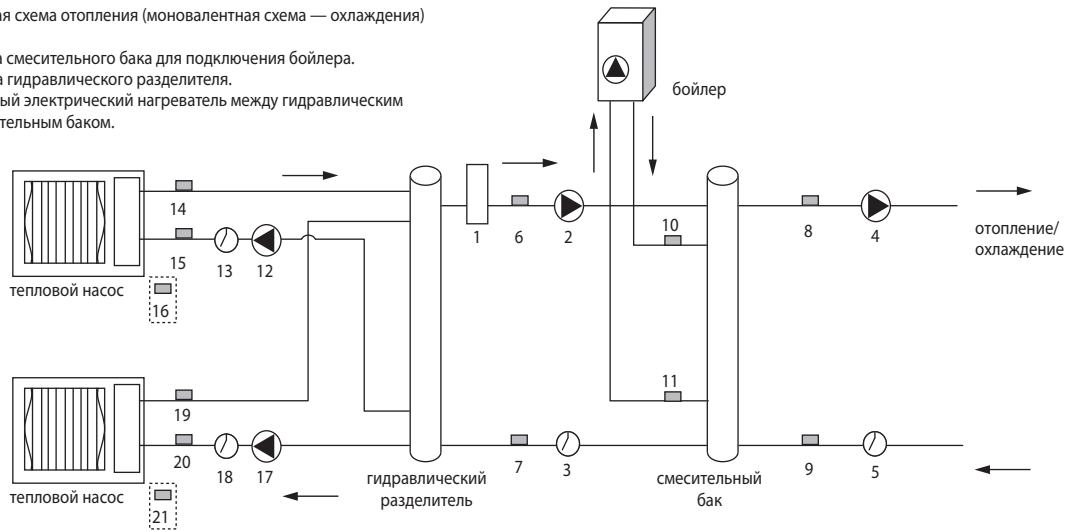 ая схема отопления (моновалентная схема — охлаждения)
а смесительного бака для подключения бойлера.
а гидравлического разделителя.
ный электрический нагреватель между гидравлическим
тельным баком.
бойлер
14
1
6
2
10
8
4
отопление/
охлаждение
15
13
12
тепловой насос
16
19
11
20
18
17
7
3
9
5
гидравлический
разделитель
смесительный
бак
тепловой насос
21